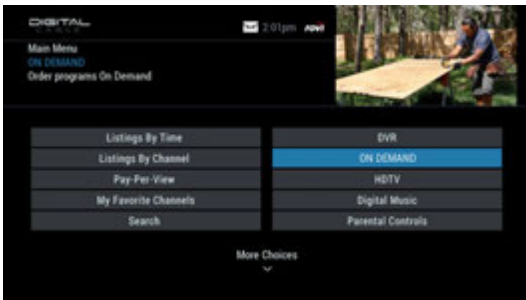 DIGITAL
CABLE
2:01pm rovi
Main Menu
ON DEMAND
Order programs On Demand
Listings By Time
DVR
Listings By Channel
ON DEMAND
Pay-Per-View
HDTV
My Favorite Channels
Digital Music
Search
Parental Controls
More Choices